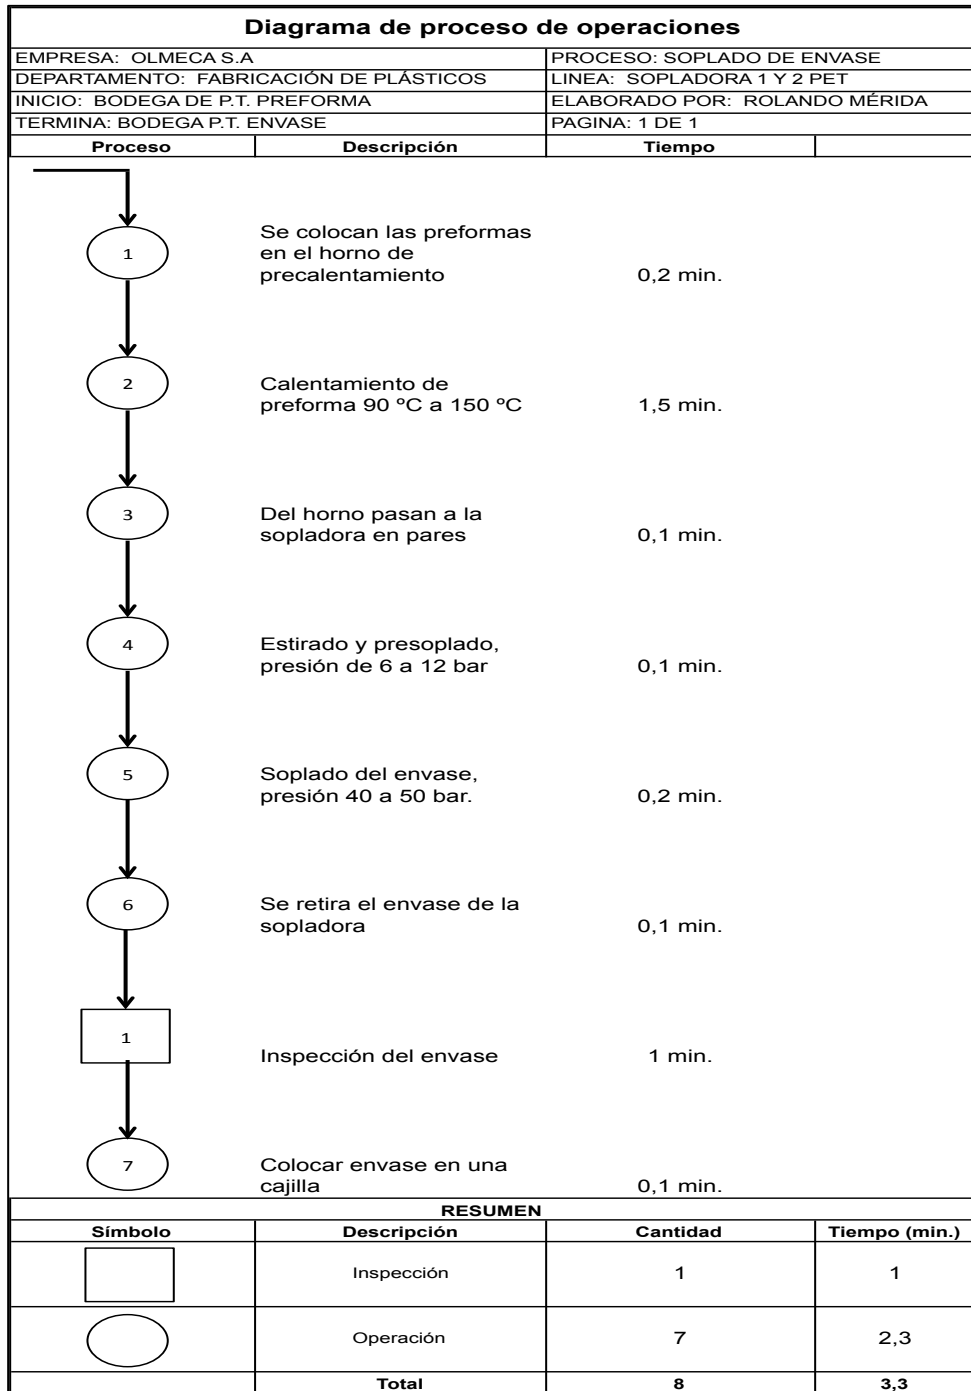 Diagrama de proceso de operaciones
EMPRESA: OLMECA S.A
PROCESO: SOPLADO DE ENVASE
DEPARTAMENTO: FABRICACIÓN DE PLÁSTICOS
LINEA: SOPLADORA 1 Y 2 PET
INICIO: BODEGA DE P.T. PREFORMA
ELABORADO POR: ROLANDO MÉRIDA
TERMINA: BODEGA P.T. ENVASE
PAGINA: 1 DE 1
Proceso Descripción Tiempo
1
Se colocan las preformas
en el horno de
precalentamiento
0,2 min.
2
Calentamiento de
preforma 90 ºC a 150 ºC
1,5 min.
3
Del horno pasan a la
sopladora en pares
0,1 min.
4
Estirado y presoplado,
presión de 6 a 12 bar
0,1 min.
5
Soplado del envase,
presión 40 a 50 bar.
0,2 min.
6
Se retira el envase de la
sopladora
0,1 min.
1
Inspección del envase
1 min.
7
Colocar envase en una
cajilla
0,1 min.
RESUMEN
Símbolo Descripción Cantidad Tiempo (min.)
Inspección 1 1
Operación 7 2,3
Total 8 3,3